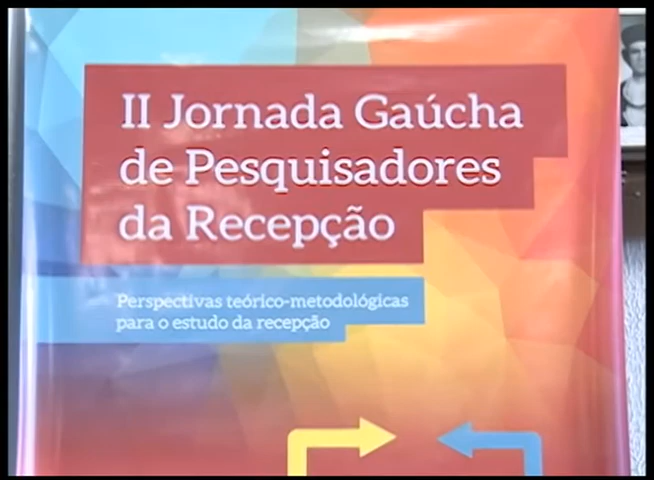 II Jornada Gaúcha
de Pesquisadores
da Recepção
Perspectivas teórico-metodológicas
para o estudo da recepção